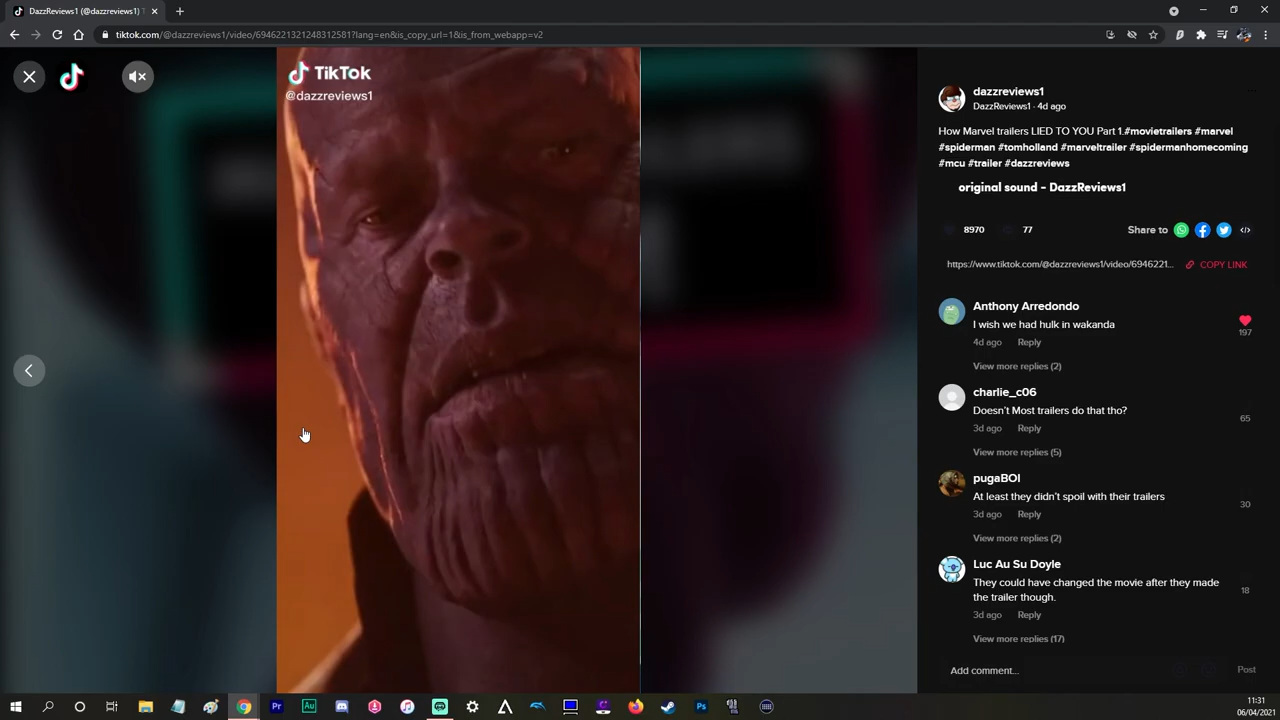 DazzReviews1 (@dazzreviews1) T
tiktok.com/@dazzreviews1/video/6946221321248312581?lang=en&is_copy_url=1&is_from_webapp=v2
TikTok
@dazzreviews1
dazzreviews1
DazzReviews1 · 4d ago
How Marvel trailers LIED TO YOU Part 1.#movietrailers #marvel
#spiderman #tomholland #marveltrailer #spidermanhomecoming
#mcu #trailer #dazzreviews
original sound - DazzReviews1
8970 77 Share to
https://www.tiktok.com/@dazzreviews1/video/6946221... COPY LINK
Anthony Arredondo
I wish we had hulk in wakanda
197
4d ago Reply
View more replies (2)
charlie_c06
Doesn't Most trailers do that tho?
65
3d ago Reply
View more replies (5)
pugaBOI
At least they didn't spoil with their trailers
30
3d ago Reply
View more replies (2)
Luc Au Su Doyle
They could have changed the movie after they made
the trailer though.
18
3d ago Reply
View more replies (17)
Add comment...
Post
Pr
Au
Ps
11:31
06/04/2021